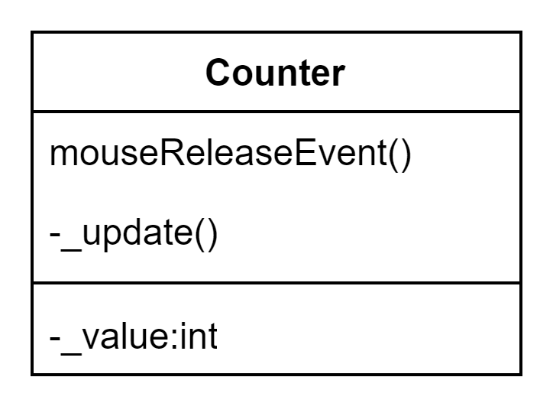 Counter
mouseReleaseEvent()
-_update()
-_value:int